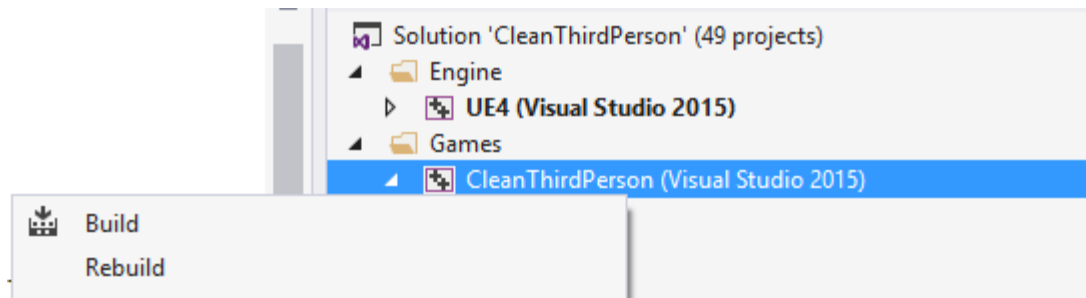 Solution 'CleanThirdPerson' (49 projects)
Engine
UE4 (Visual Studio 2015)
Games
CleanThirdPerson (Visual Studio 2015)
Build
Rebuild